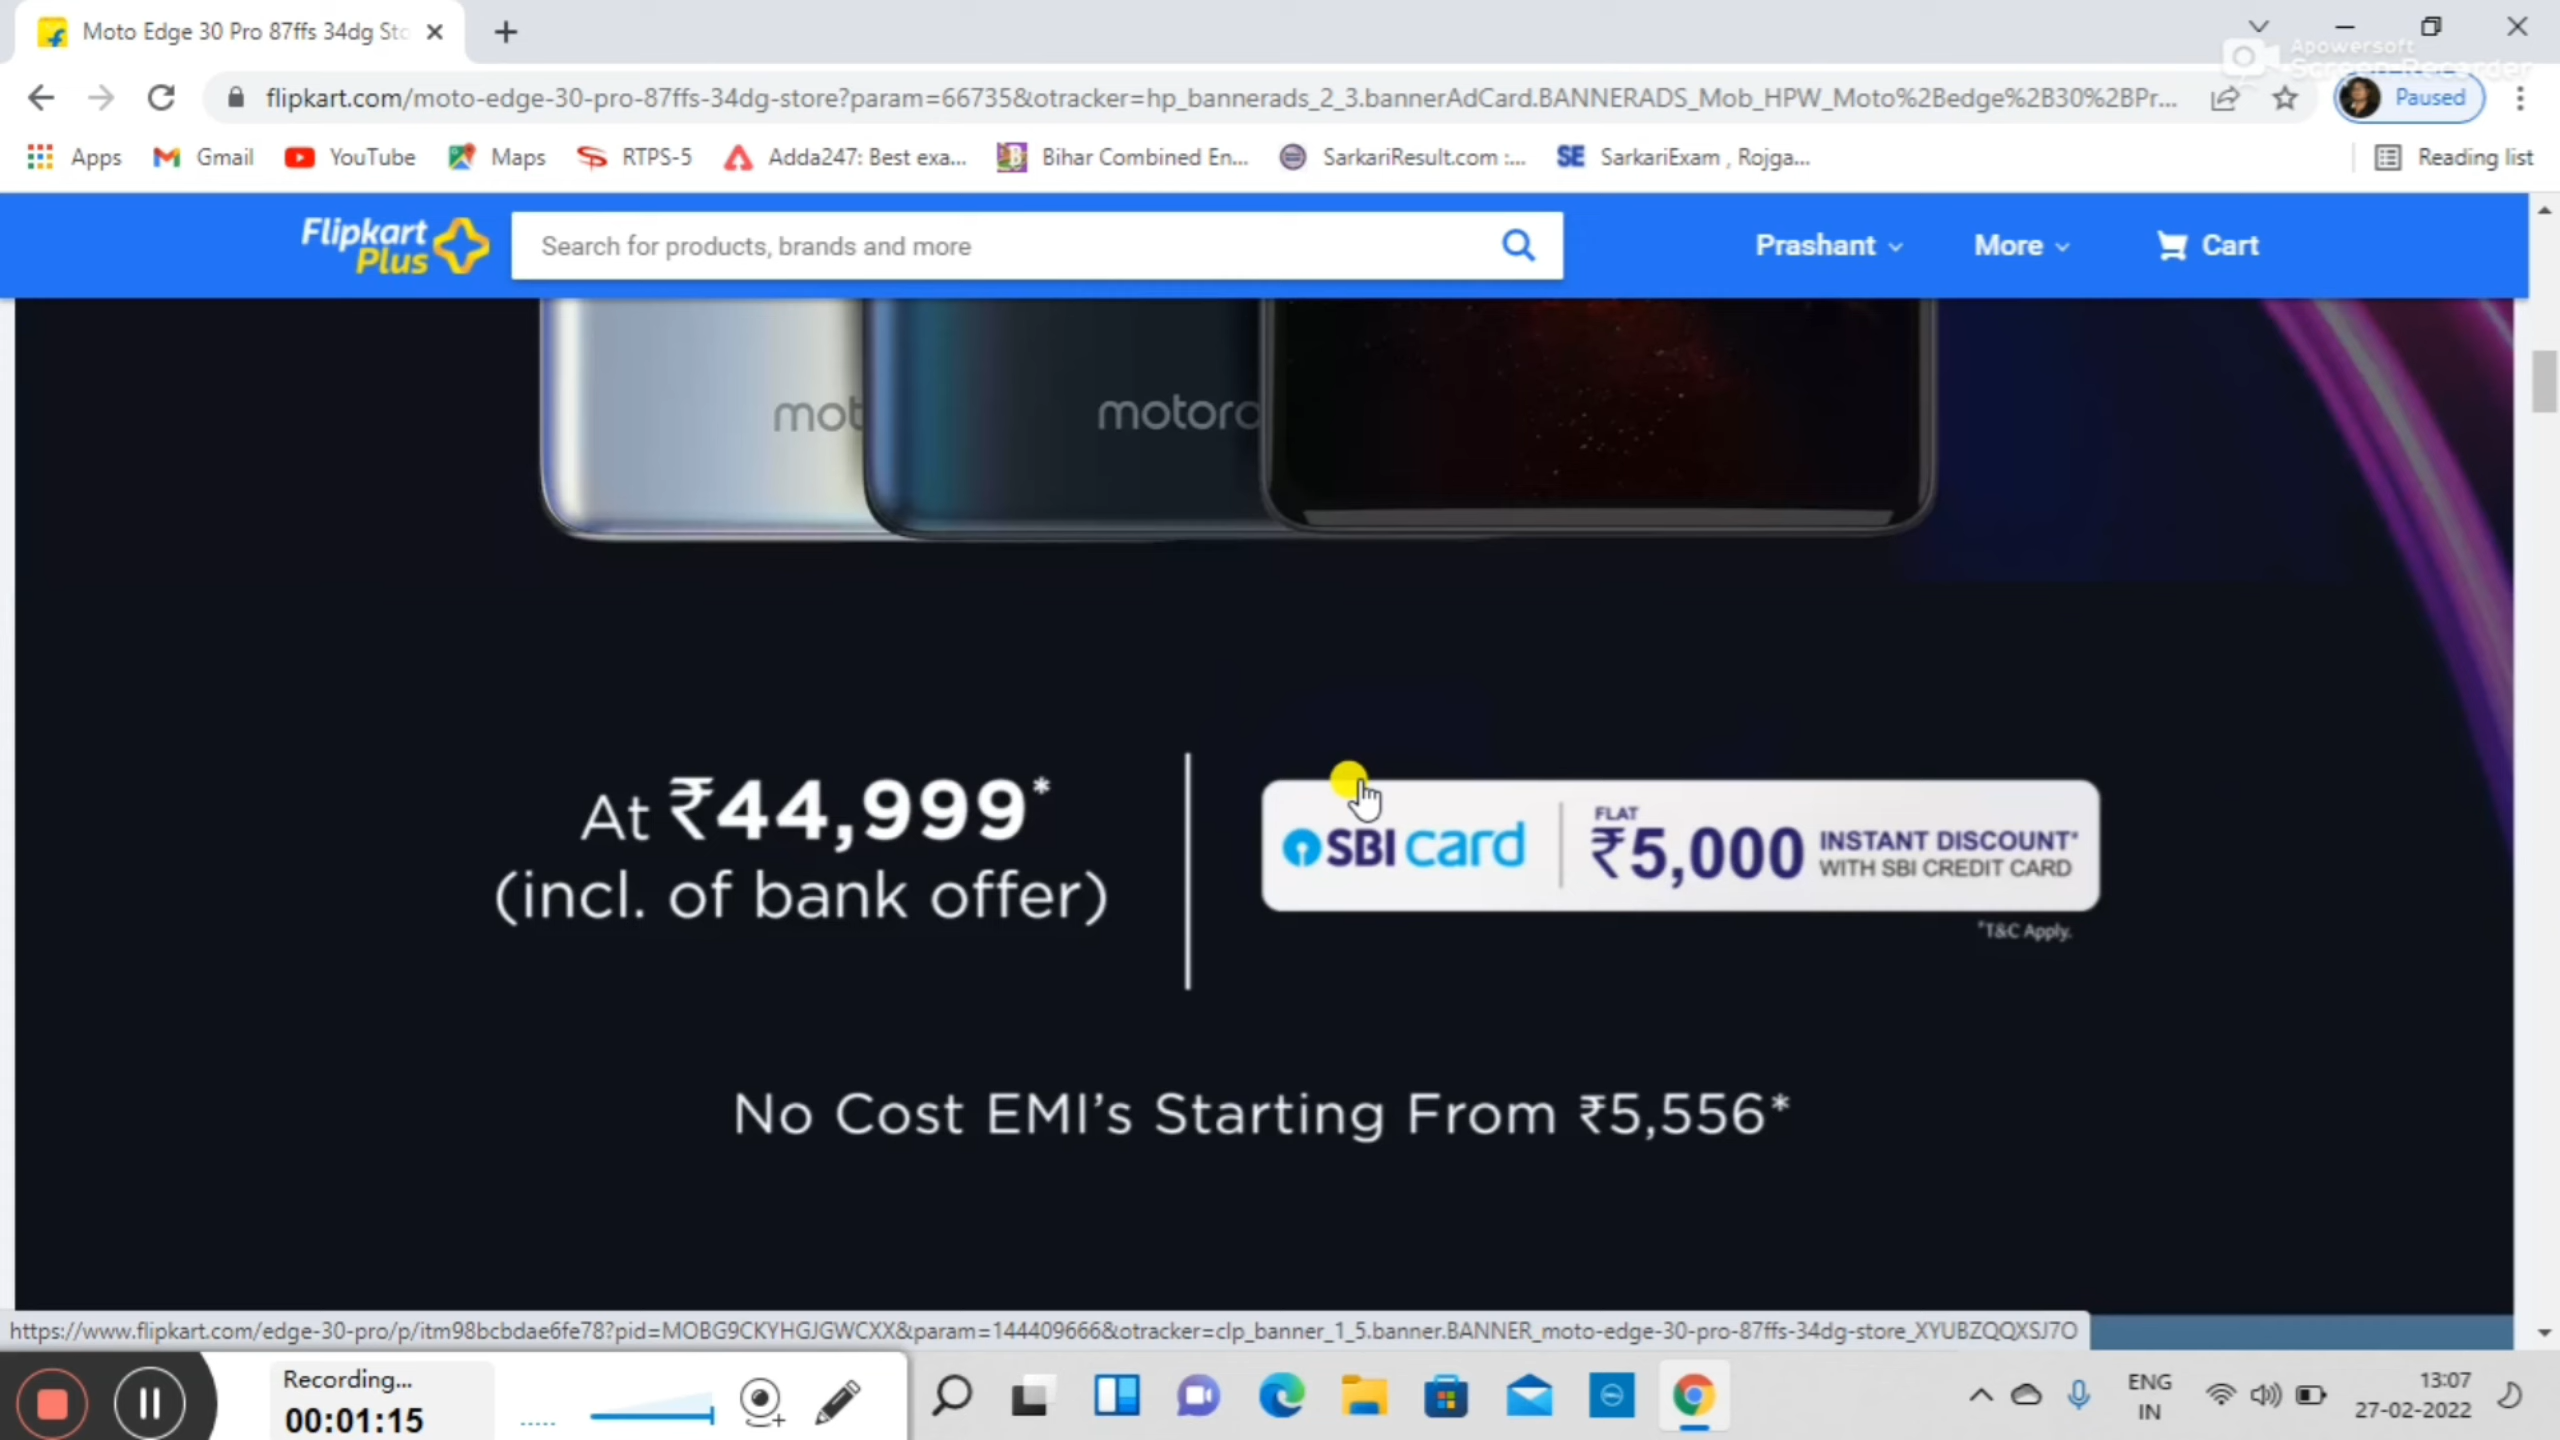 Moto Edge 30 Pro 87ffs 34dg Sto
Apowersoft
Screen Recorder
flipkart.com/moto-edge-30-pro-87ffs-34dg-store?param=66735&otracker=hp_bannerads_2_3.bannerAdCard.BANNERADS_Mob_HPW_Moto%2Bedge%2B30%2BPr...
Paused
Apps
Gmail
YouTube
Maps
RTPS-5
Adda247: Best exa...
Bihar Combined En...
SarkariResult.com :...
SE
SarkariExam , Rojga...
Reading list
Flipkart
Plus
Search for products, brands and more
Prashant
More
Cart
mot
motoro
At ₹44,999*
(incl. of bank offer)
SBI card
FLAT
₹5,000
INSTANT DISCOUNT*
WITH SBI CREDIT CARD
*T&C Apply.
No Cost EMI's Starting From ₹5,556*
https://www.flipkart.com/edge-30-pro/p/itm98bcbdae6fe78?pid=MOBG9CKYHGJGWCXX&param=144409666&otracker=clp_banner_1_5.banner.BANNER_moto-edge-30-pro-87ffs-34dg-store_XYUBZQQXSJ7O
Recording...
00:01:15
ENG
IN
13:07
27-02-2022